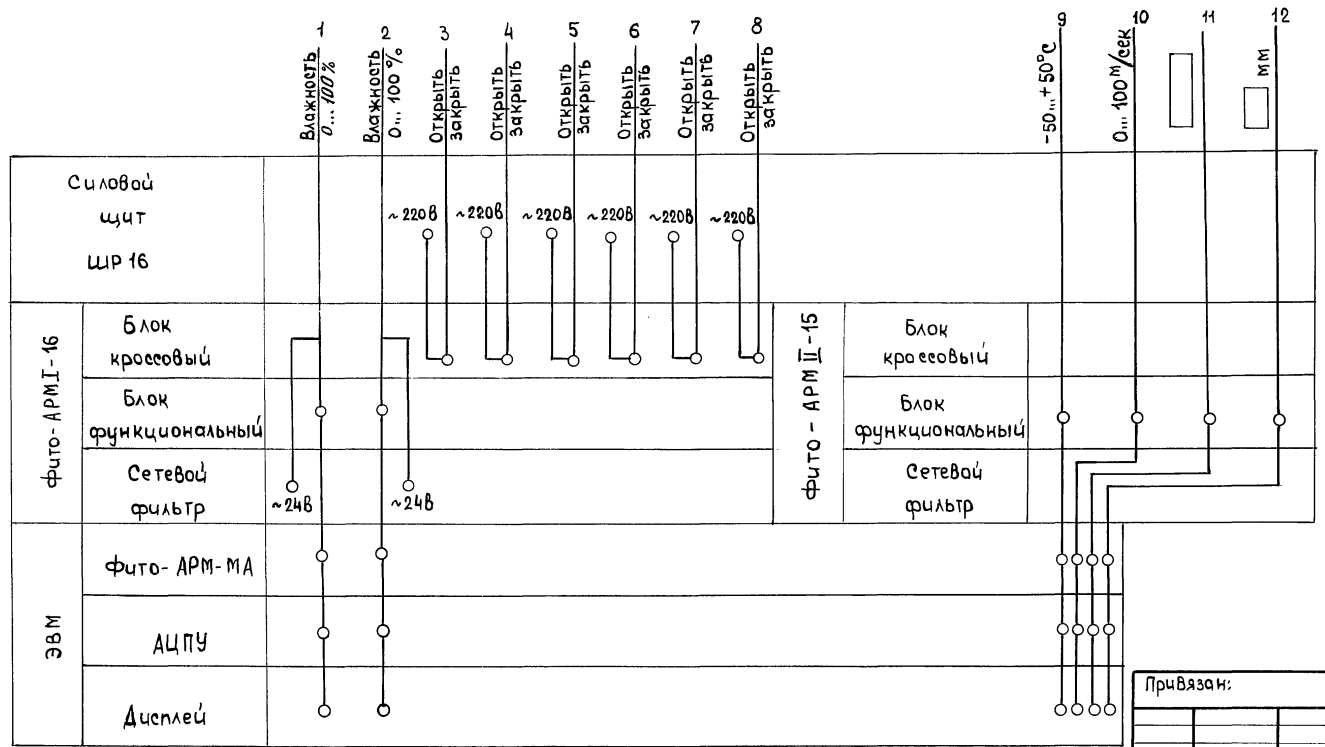 1
2
3
4
5
6
7
8
9
10
11
12
Влажность
0... 100%
Влажность
0... 100%
Открыть
закрыть
Открыть
закрыть
Открыть
закрыть
Открыть
закрыть
Открыть
закрыть
Открыть
закрыть
-50...+50°С
0... 100 м/сек
мм
Силовой
щит
ШР 16
~220В
~220В
~220В
~220В
~220В
~220В
Фито-АРМ I-16
Блок
кроссовый
Блок
функциональный
Сетевой
фильтр
~24В
~24В
Фито-АРМ II-15
Блок
кроссовый
Блок
функциональный
Сетевой
фильтр
ЭВМ
Фито-АРМ-МА
АЦПУ
Дисплей
Привязан: